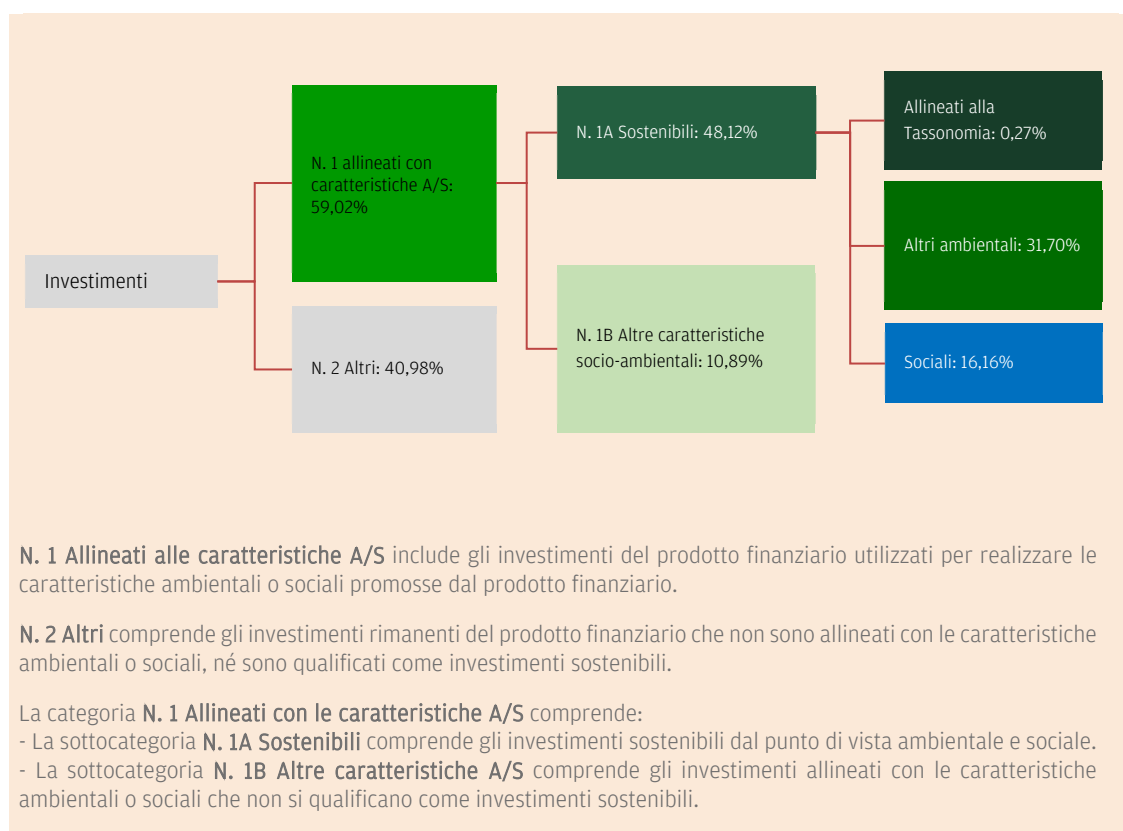 Allineati alla
Tassonomia: 0,27%
N. 1A Sostenibili: 48,12%
N. 1 allineati con
caratteristiche A/S:
59,02%
Altri ambientali: 31,70%
Investimenti
N. 1B Altre caratteristiche
socio-ambientali: 10,89%
N. 2 Altri: 40,98%
Sociali: 16,16%
N. 1 Allineati alle caratteristiche A/S include gli investimenti del prodotto finanziario utilizzati per realizzare le
caratteristiche ambientali o sociali promosse dal prodotto finanziario.
N. 2 Altri comprende gli investimenti rimanenti del prodotto finanziario che non sono allineati con le caratteristiche
ambientali o sociali, né sono qualificati come investimenti sostenibili.
La categoria N. 1 Allineati con le caratteristiche A/S comprende:
- La sottocategoria N. 1A Sostenibili comprende gli investimenti sostenibili dal punto di vista ambientale e sociale.
- La sottocategoria N. 1B Altre caratteristiche A/S comprende gli investimenti allineati con le caratteristiche
ambientali o sociali che non si qualificano come investimenti sostenibili.